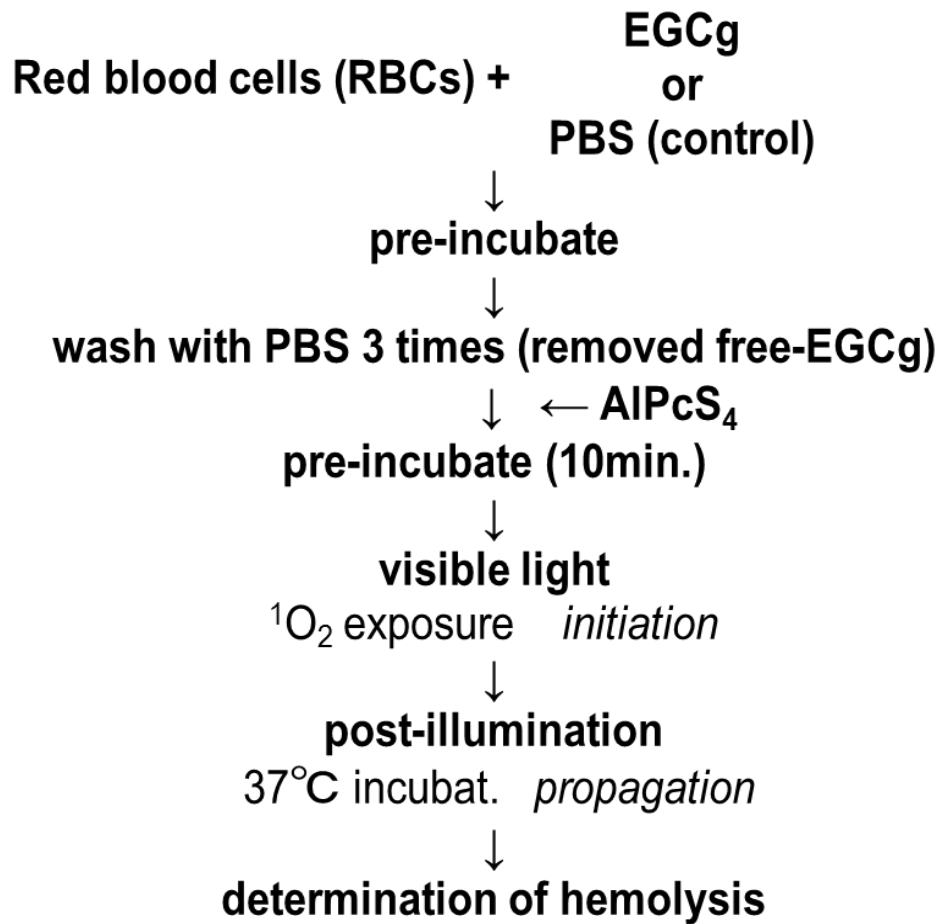 EGCg
Red blood cells (RBCs) + or
PBS (control)
↓
pre-incubate
↓
wash with PBS 3 times (removed free-EGCg)
↓ ← AlPcS₄
pre-incubate (10min.)
↓
visible light
¹O₂ exposure initiation
↓
post-illumination
37°C incubat. propagation
↓
determination of hemolysis